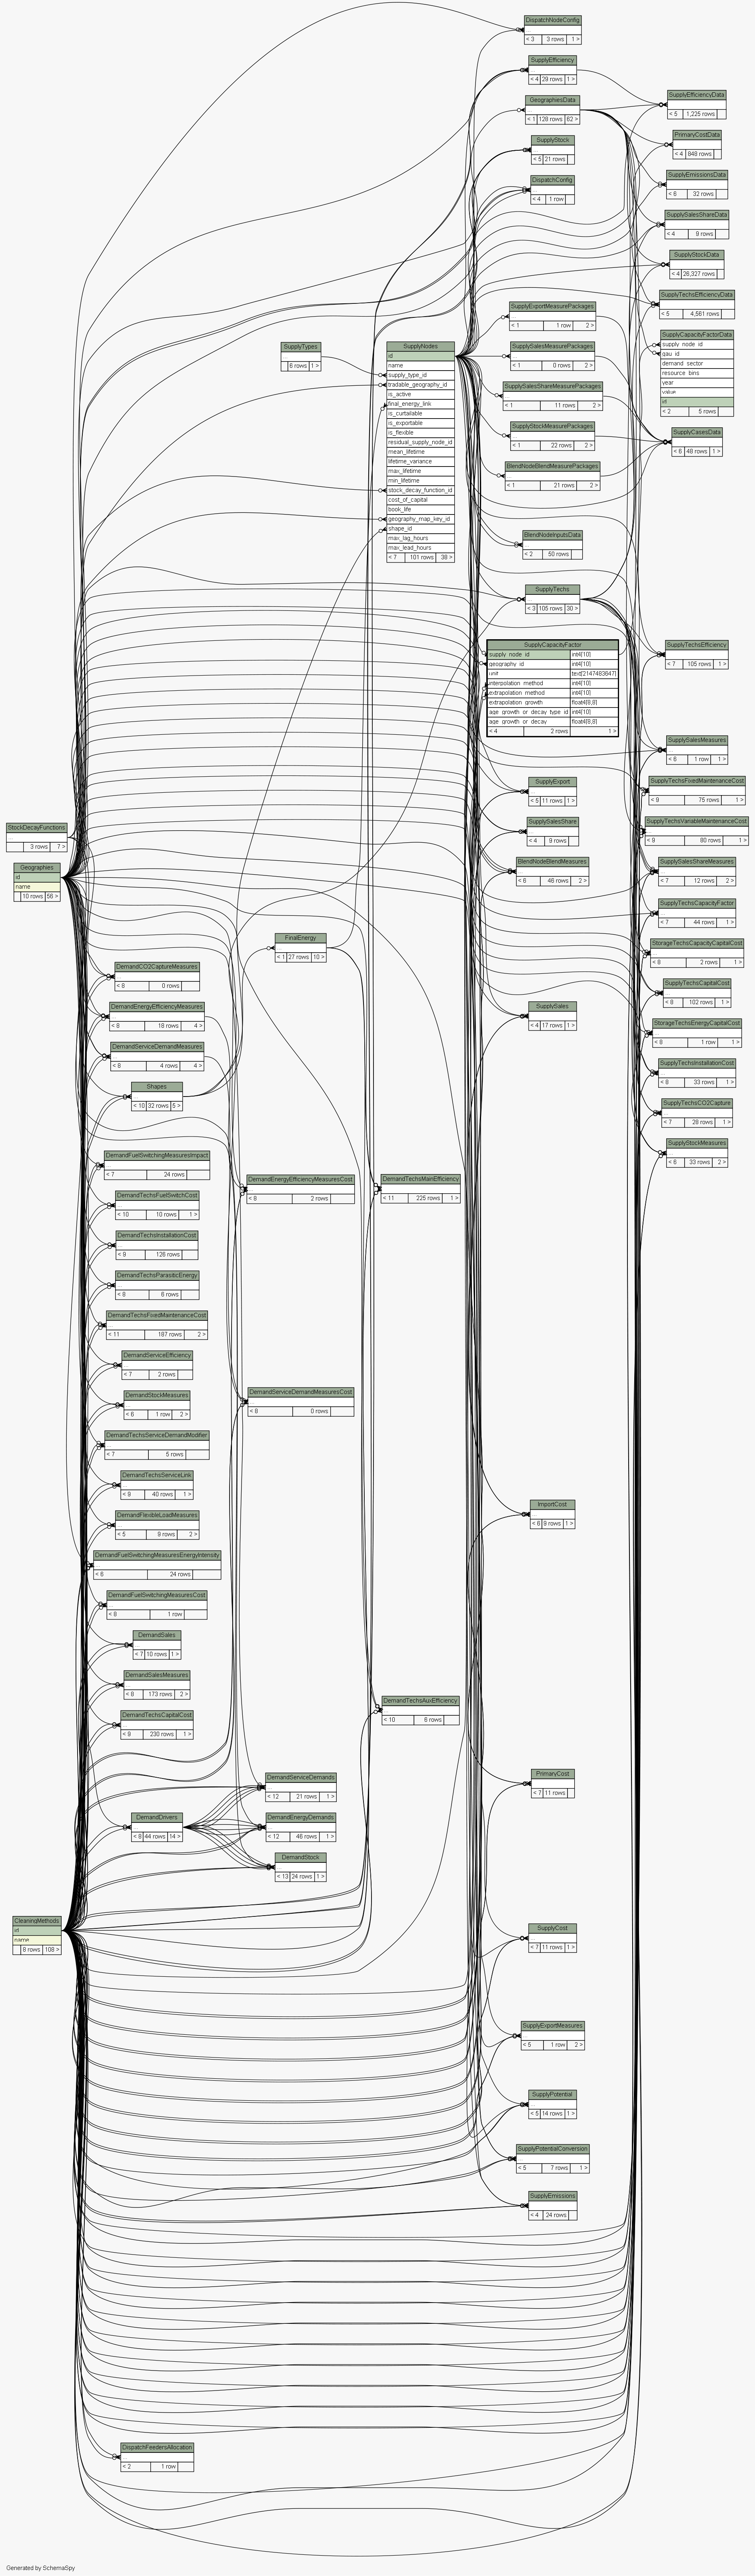 DispatchNodeConfig
...
< 3 3 rows 1 >
SupplyEfficiency
...
< 4 29 rows 1 >
GeographiesData
...
< 1 128 rows 62 >
SupplyStock
...
< 5 21 rows
DispatchConfig
...
< 4 1 row
SupplyEfficiencyData
...
< 5 1,225 rows
PrimaryCostData
...
< 4 848 rows
SupplyEmissionsData
...
< 6 32 rows
SupplySalesShareData
...
< 4 9 rows
SupplyStockData
...
< 4 26,327 rows
SupplyTechsEfficiencyData
...
< 5 4,581 rows
SupplyCapacityFactorData
supply_node_id
gau_id
demand_sector
resource_bins
year
value
id
< 2 5 rows
SupplyCasesData
...
< 6 48 rows 1 >
SupplyExportMeasurePackages
...
< 1 1 row 2 >
SupplySalesMeasurePackages
...
< 1 0 rows 2 >
SupplySalesShareMeasurePackages
...
< 1 11 rows 2 >
SupplyStockMeasurePackages
...
< 1 22 rows 2 >
BlendNodeBlendMeasurePackages
...
< 1 21 rows 2 >
SupplyTypes
...
6 rows 1 >
SupplyNodes
id
name
supply_type_id
tradable_geography_id
is_active
final_energy_link
is_curtailable
is_exportable
is_flexible
residual_supply_node_id
mean_lifetime
lifetime_variance
max_lifetime
min_lifetime
stock_decay_function_id
cost_of_capital
book_life
geography_map_key_id
shape_id
max_lag_hours
max_lead_hours
< 7 101 rows 38 >
BlendNodeInputsData
...
< 2 50 rows
SupplyTechs
...
< 3 105 rows 30 >
SupplyCapacityFactor
supply_node_id int4[10]
geography_id int4[10]
unit text[2147483647]
interpolation_method int4[10]
extrapolation_method int4[10]
extrapolation_growth float4[8,8]
age_growth_or_decay_type_id int4[10]
age_growth_or_decay float4[8,8]
< 4 2 rows 1 >
SupplyTechsEfficiency
...
< 7 105 rows 1 >
SupplySalesMeasures
...
< 6 1 row 1 >
SupplyTechsFixedMaintenanceCost
...
< 9 75 rows 1 >
SupplyTechsVariableMaintenanceCost
...
< 9 80 rows 1 >
SupplySalesShareMeasures
...
< 7 12 rows 2 >
SupplyTechsCapacityFactor
...
< 7 44 rows 1 >
StorageTechsCapacityCapitalCost
...
< 8 2 rows 1 >
SupplyTechsCapitalCost
...
< 8 102 rows 1 >
StorageTechsEnergyCapitalCost
...
< 8 1 row 1 >
SupplyTechsInstallationCost
...
< 8 33 rows 1 >
SupplyTechsCO2Capture
...
< 7 28 rows 1 >
SupplyStockMeasures
...
< 6 33 rows 2 >
SupplyExport
...
< 5 11 rows 1 >
SupplySalesShare
...
< 4 9 rows
BlendNodeBlendMeasures
...
< 6 46 rows 2 >
StockDecayFunctions
...
3 rows 7 >
Geographies
id
name
10 rows 56 >
FinalEnergy
...
< 1 27 rows 10 >
SupplySales
...
< 4 17 rows 1 >
DemandCO2CaptureMeasures
...
< 8 0 rows
DemandEnergyEfficiencyMeasures
...
< 8 18 rows 4 >
DemandServiceDemandMeasures
...
< 8 4 rows 4 >
Shapes
...
< 10 32 rows 5 >
DemandFuelSwitchingMeasuresImpact
...
< 7 24 rows
DemandTechsFuelSwitchCost
...
< 10 10 rows 1 >
DemandTechsInstallationCost
...
< 9 126 rows
DemandTechsParasiticEnergy
...
< 8 6 rows
DemandTechsFixedMaintenanceCost
...
< 11 187 rows 2 >
DemandServiceEfficiency
...
< 7 2 rows
DemandStockMeasures
...
< 6 1 row 2 >
DemandTechsServiceDemandModifier
...
< 7 5 rows
DemandTechsServiceLink
...
< 9 40 rows 1 >
DemandFlexibleLoadMeasures
...
< 5 9 rows 2 >
DemandFuelSwitchingMeasuresEnergyIntensity
...
< 6 24 rows
DemandFuelSwitchingMeasuresCost
...
< 8 1 row
DemandSales
...
< 7 10 rows 1 >
DemandSalesMeasures
...
< 8 173 rows 2 >
DemandTechsCapitalCost
...
< 9 230 rows 1 >
DemandEnergyEfficiencyMeasuresCost
...
< 8 2 rows
DemandTechsMainEfficiency
...
< 11 225 rows 1 >
DemandServiceDemandMeasuresCost
...
< 8 0 rows
ImportCost
...
< 6 9 rows 1 >
DemandTechsAuxEfficiency
...
< 10 6 rows
DemandServiceDemands
...
< 12 21 rows 1 >
DemandDrivers
...
< 8 44 rows 14 >
DemandEnergyDemands
...
< 12 46 rows 1 >
DemandStock
...
< 13 24 rows 1 >
PrimaryCost
...
< 7 11 rows
CleaningMethods
id
name
8 rows 108 >
SupplyCost
...
< 7 11 rows 1 >
SupplyExportMeasures
...
< 5 1 row 2 >
SupplyPotential
...
< 5 14 rows 1 >
SupplyPotentialConversion
...
< 5 7 rows 1 >
SupplyEmissions
...
< 4 24 rows
DispatchFeedersAllocation
...
< 2 1 row
Generated by SchemaSpy